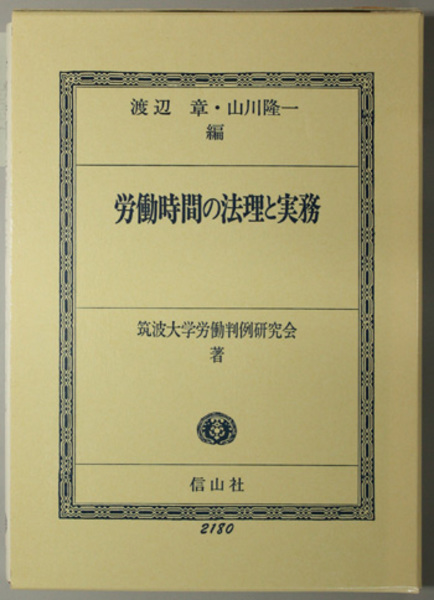 渡辺 章・山川隆一
編
労働時間の法理と実務
筑波大学労働判例研究会
著
信山社
2180